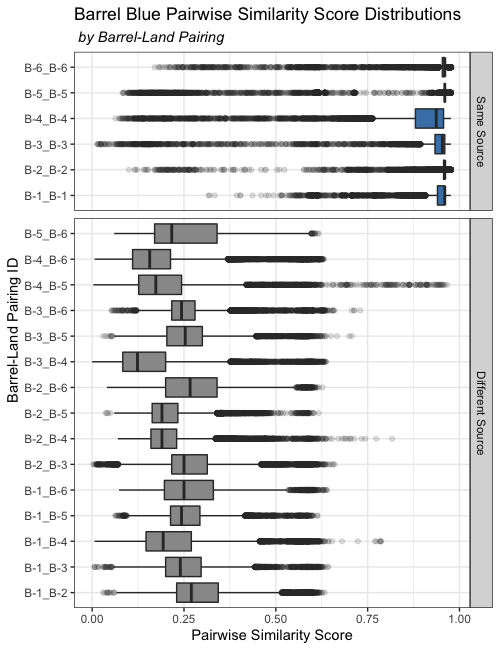 Barrel Blue Pairwise Similarity Score Distributions
by Barrel-Land Pairing
B-6_B-6
B-5_B-5
B-4_B-4
B-3_B-3
B-2_B-2
B-1_B-1
Same Source
B-5_B-6
B-4_B-6
B-4_B-5
B-3_B-6
B-3_B-5
B-3_B-4
B-2_B-6
B-2_B-5
B-2_B-4
B-2_B-3
B-1_B-6
B-1_B-5
B-1_B-4
B-1_B-3
B-1_B-2
Different Source
Barrel-Land Pairing ID
0.00 0.25 0.50 0.75 1.00
Pairwise Similarity Score